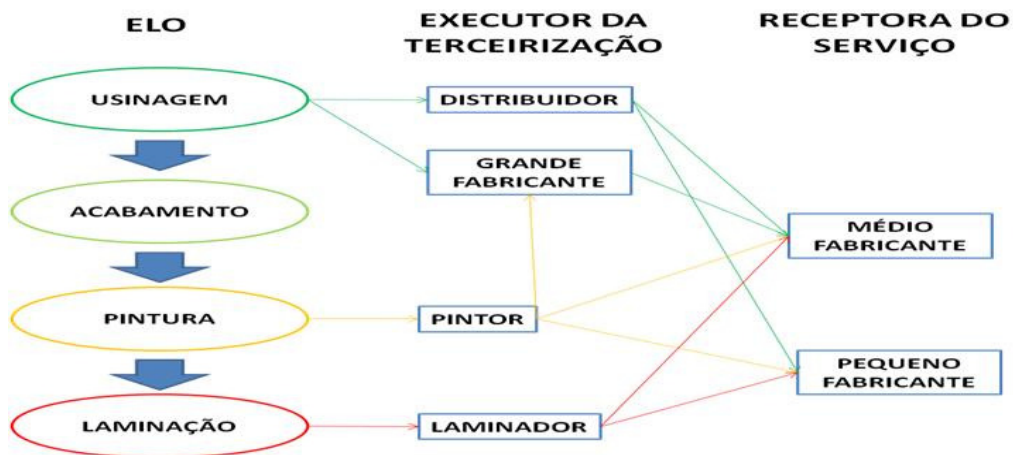 ELO
EXECUTOR DA
TERCEIRIZAÇÃO
RECEPTORA DO
SERVIÇO
USINAGEM
DISTRIBUIDOR
GRANDE
FABRICANTE
ACABAMENTO
MÉDIO
FABRICANTE
PINTURA
PINTOR
PEQUENO
FABRICANTE
LAMINAÇÃO
LAMINADOR